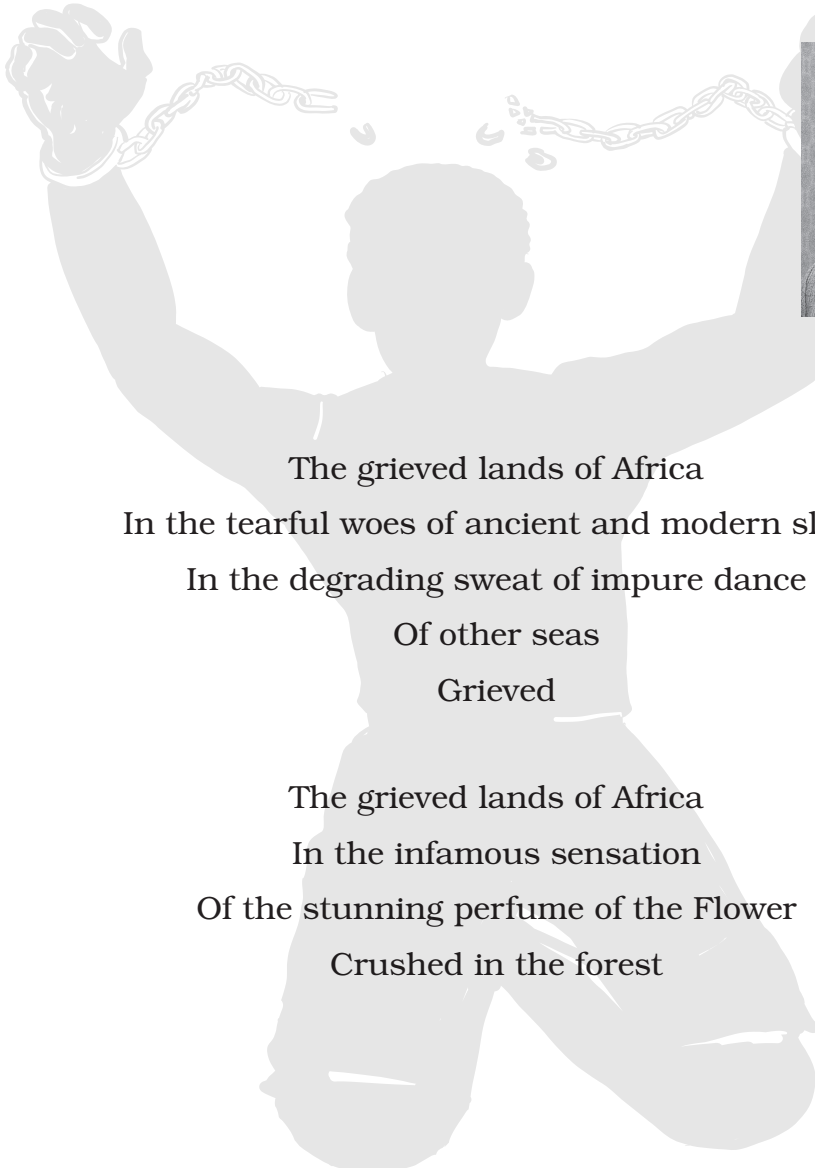 The grieved lands of Africa
In the tearful woes of ancient and modern
In the degrading sweat of impure dance
Of other seas
Grieved
The grieved lands of Africa
In the infamous sensation
Of the stunning perfume of the Flower
Crushed in the forest